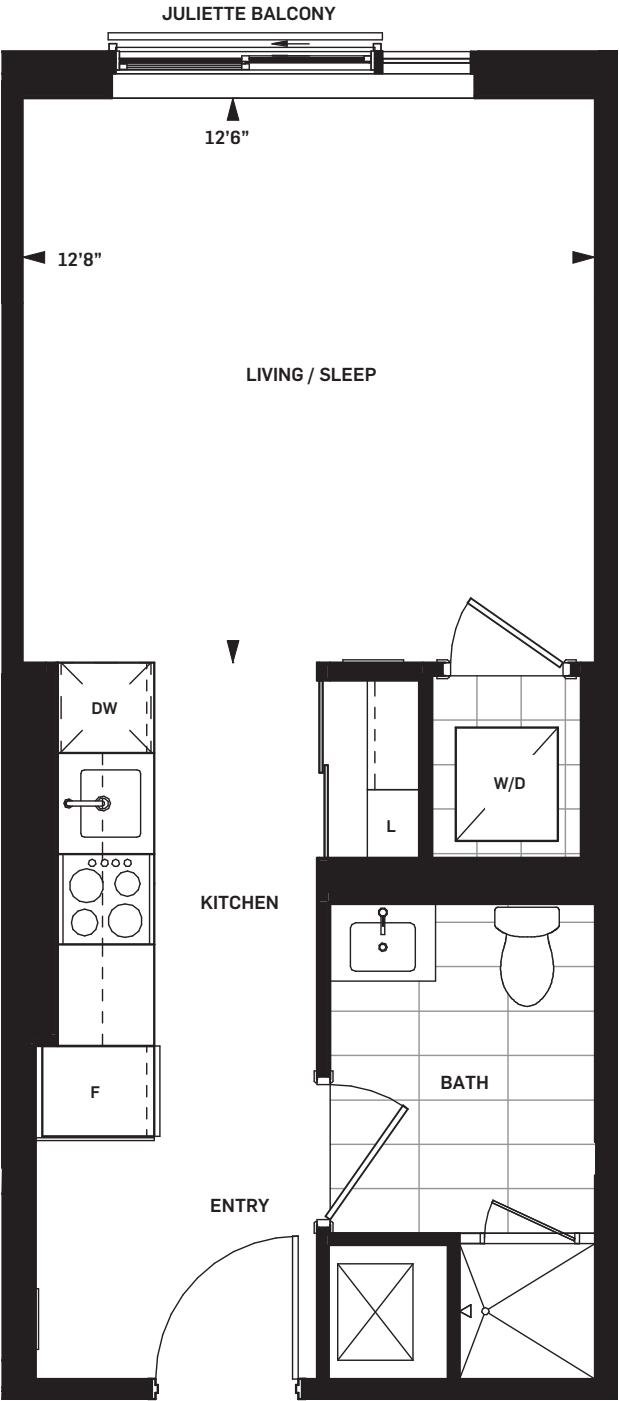 JULIETTE BALCONY
12’6”
12’8”
LIVING / SLEEP
DW
W/D
L
KITCHEN
F
BATH
ENTRY